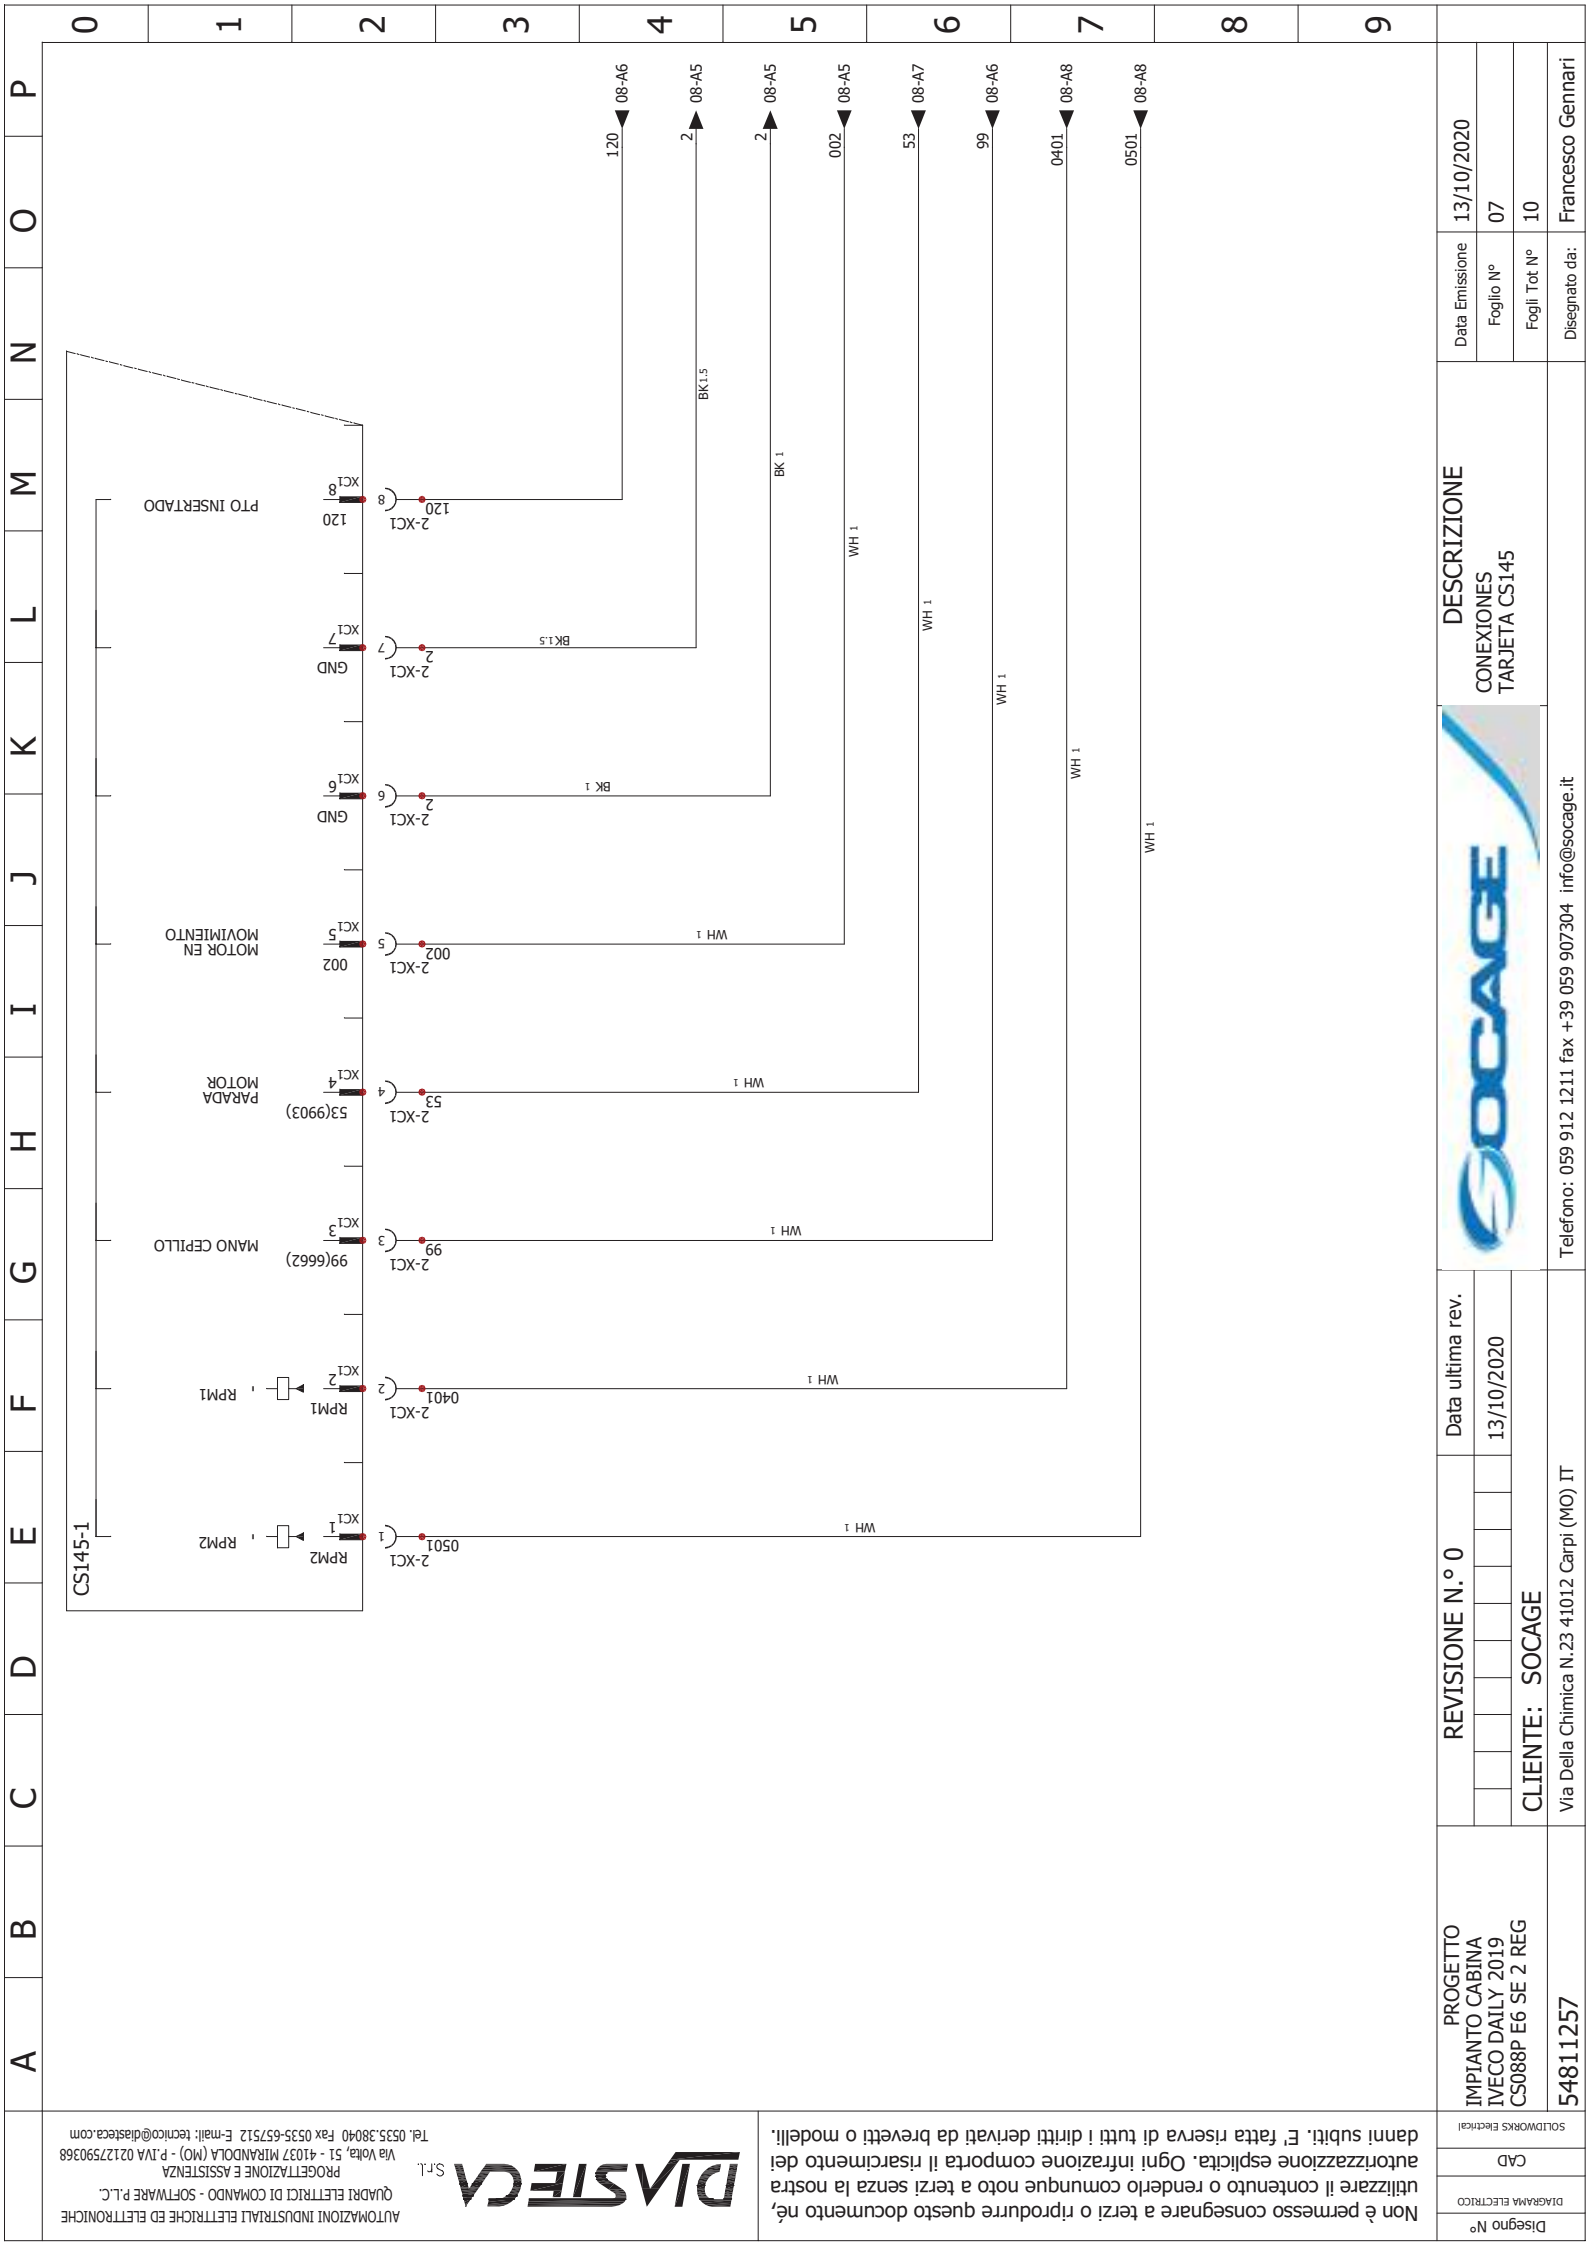 A
B
C
D
E
F
G
H
I
J
K
L
M
N
O
P
0
1
2
3
4
5
6
7
8
9
CS145-1
RPM2
RPM2
1
XC1
1
2-XC1
0501
WH 1
WH 1
0501
08-A8
RPM1
RPM1
2
XC1
2
2-XC1
0401
WH 1
WH 1
0401
08-A8
MANO CEPILLO
99(6662)
3
XC1
3
2-XC1
99
WH 1
WH 1
99
08-A6
PARADA
MOTOR
53(9903)
4
XC1
4
2-XC1
53
WH 1
WH 1
53
08-A7
MOTOR EN
MOVIMIENTO
002
5
XC1
5
2-XC1
002
WH 1
WH 1
002
08-A5
GND
6
XC1
6
2-XC1
2
BK 1
BK 1
2
08-A5
GND
7
XC1
7
2-XC1
2
BK1.5
BK1.5
2
08-A5
PTO INSERTADO
120
8
XC1
8
2-XC1
120
120
08-A6
AUTOMAZIONI INDUSTRIALI ELETTRICHE ED ELETTRONICHE
QUADRI ELETTRICI DI COMANDO - SOFTWARE P.L.C.
PROGETTAZIONE E ASSISTENZA
Via Volta, 51 - 41037 MIRANDOLA (MO) - P.IVA 02127590368
Tel. 0535.38040 Fax 0535-657512 E-mail: tecnico@diasteca.com
DIASTECA S.r.l.
Non è permesso consegnare a terzi o riprodurre questo documento né,
utilizzare il contenuto o renderlo comunque noto a terzi senza la nostra
autorizzazzione esplicita. Ogni infrazione comporta il risarcimento dei
danni subiti. E' fatta riserva di tutti i diritti derivati da brevetti o modelli.
Disegno N°
DIAGRAMA ELECTRICO
CAD
SOLIDWORKS Electrical
PROGETTO
IMPIANTO CABINA
IVECO DAILY 2019
CS088P E6 SE 2 REG
54811257
REVISIONE N.° 0
Data ultima rev.
13/10/2020
CLIENTE: SOCAGE
Via Della Chimica N.23 41012 Carpi (MO) IT
SOCAGE
Telefono: 059 912 1211 fax +39 059 907304 info@socage.it
DESCRIZIONE
CONEXIONES
TARJETA CS145
Data Emissione
13/10/2020
Foglio N°
07
Fogli Tot N°
10
Disegnato da:
Francesco Gennari